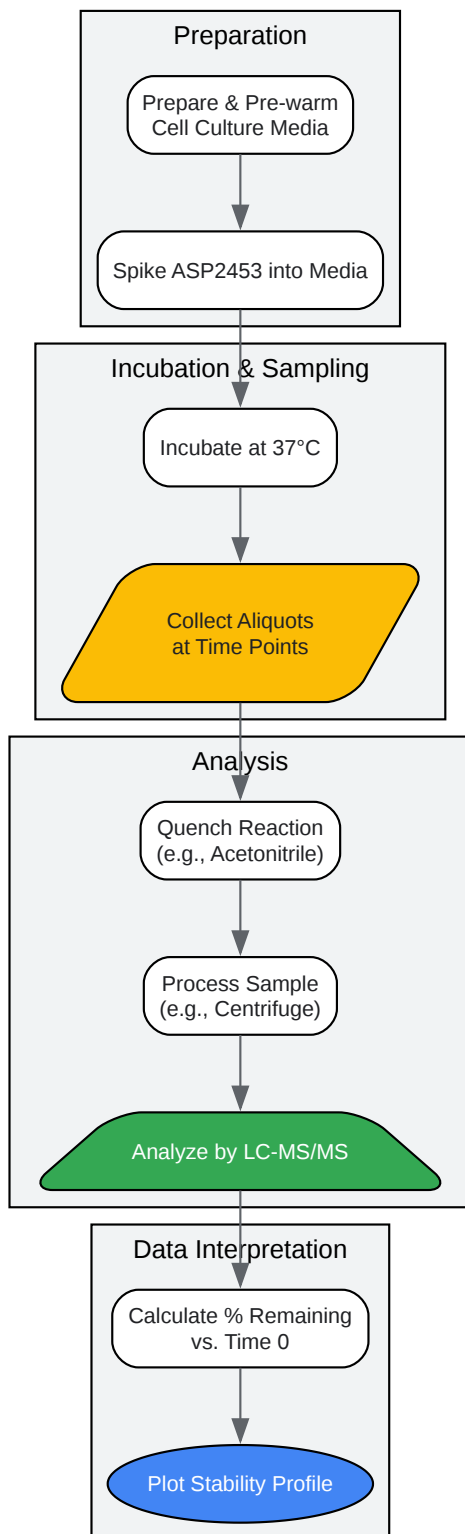 Preparation
Prepare & Pre-warm
Cell Culture Media
Spike ASP2453 into Media
Incubation & Sampling
Incubate at 37°C
Collect Aliquots
at Time Points
Analysis
Quench Reaction
(e.g., Acetonitrile)
Process Sample
(e.g., Centrifuge)
Analyze by LC-MS/MS
Data Interpretation
Calculate % Remaining
vs. Time 0
Plot Stability Profile